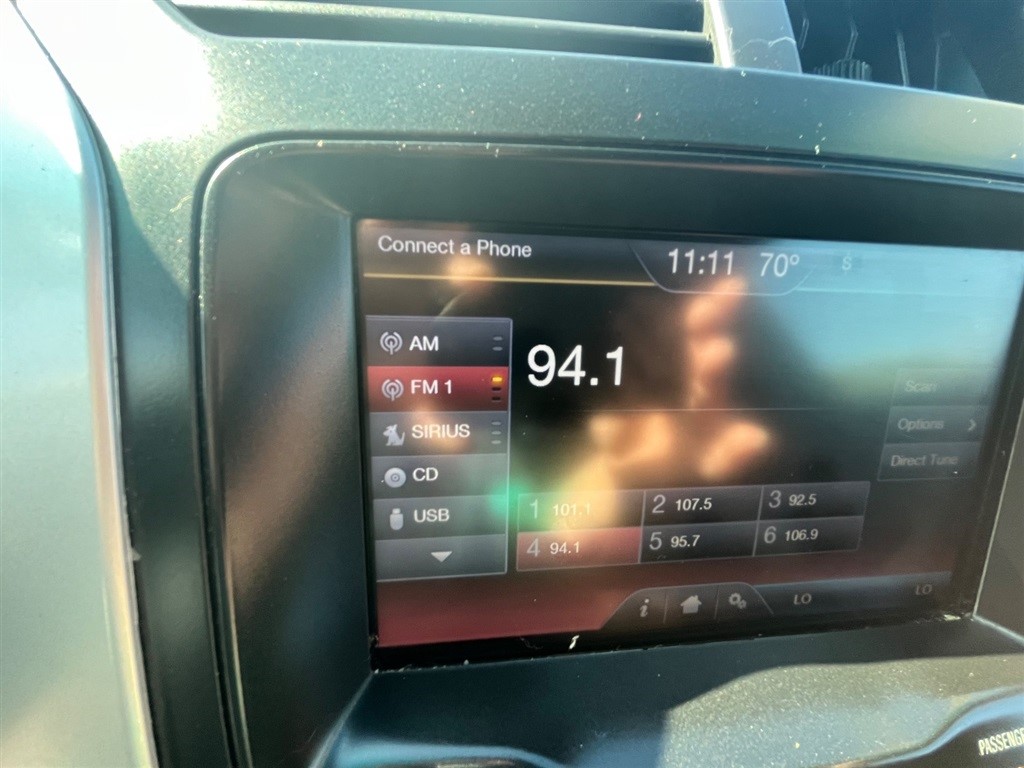 Connect a Phone
11:11 70°
S
AM
FM 1
SIRIUS
CD
USB
94.1
Scan
Options >
Direct Tune
1 101.1 2 107.5 3 92.5
4 94.1 5 95.7 6 106.9
i LO LO
PASSENGE